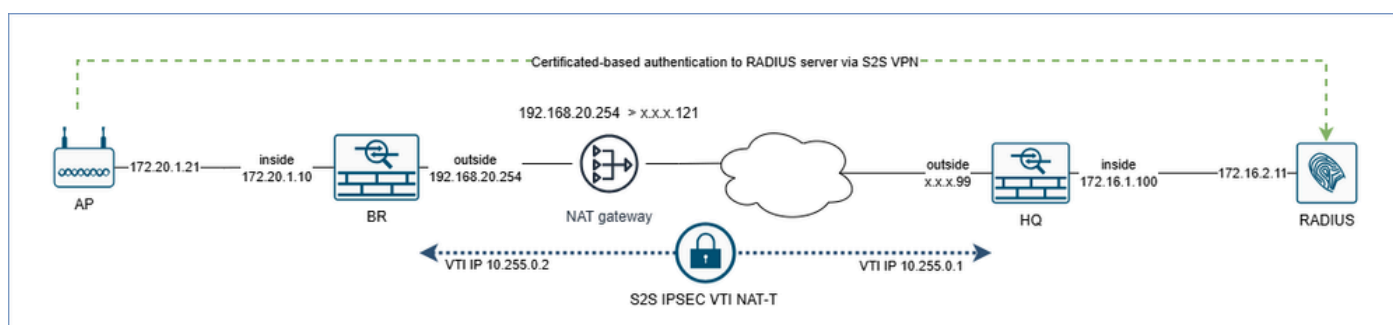 Certificated-based authentication to RADIUS server via S2S VPN
192.168.20.254 > x.x.x.121
172.20.1.21
inside
172.20.1.10
outside
192.168.20.254
outside
x.x.x.99
inside
172.16.1.100
172.16.2.11
AP
BR
NAT gateway
HQ
RADIUS
VTI IP 10.255.0.2
VTI IP 10.255.0.1
S2S IPSEC VTI NAT-T